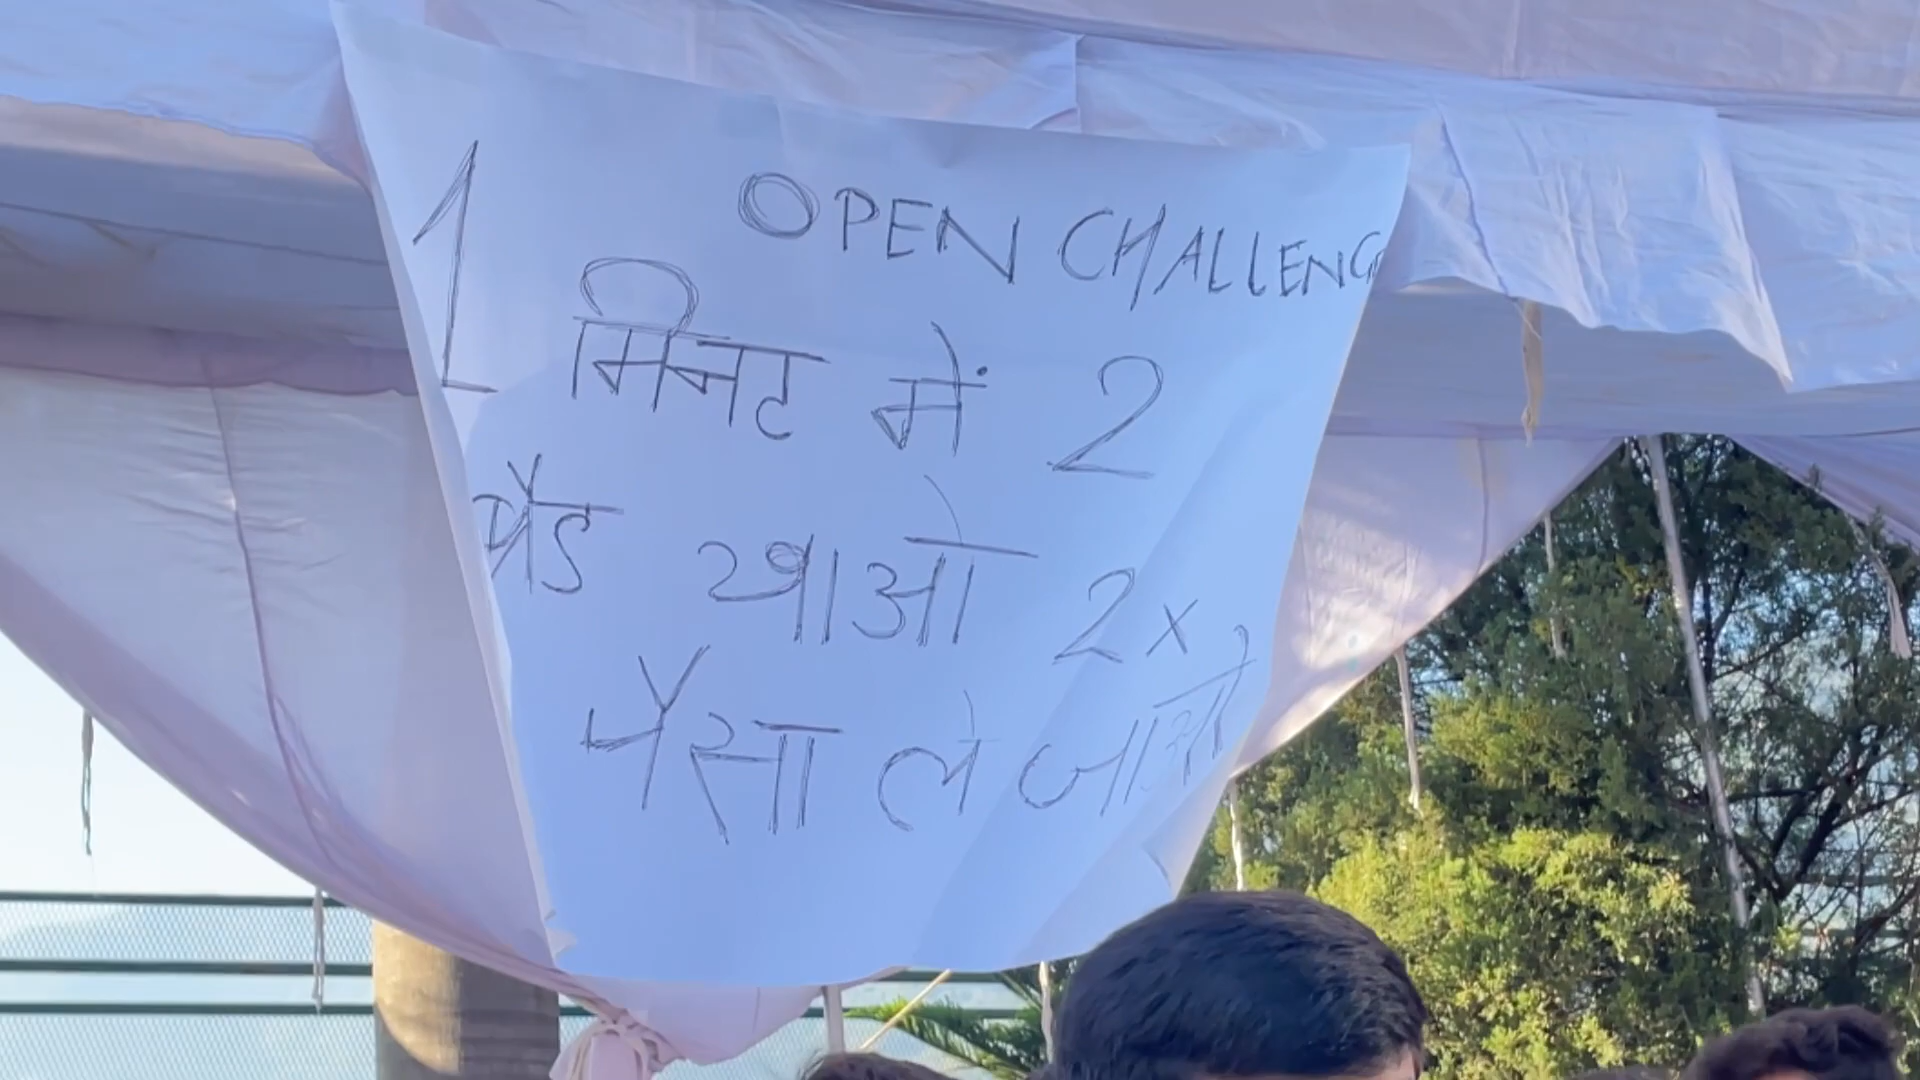 OPEN CHALLENG
1 मिनट में 2
खाओ 2x
पैसा ले जाओ